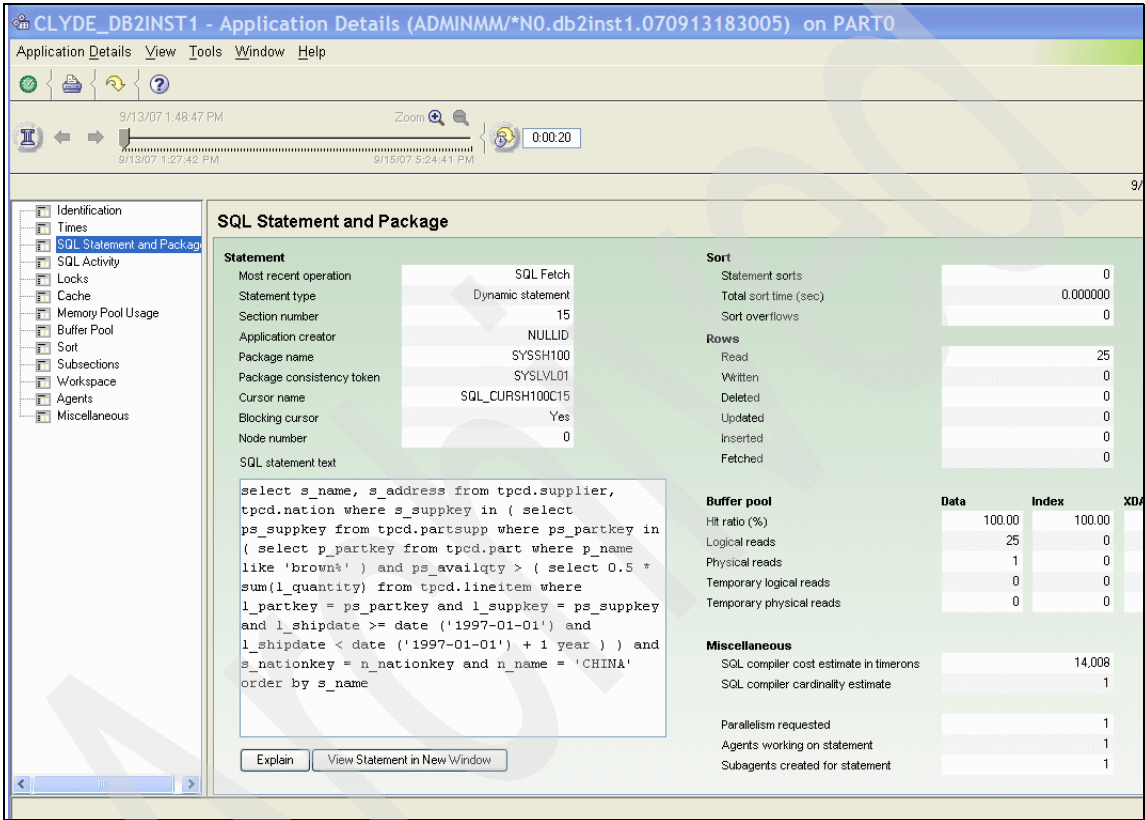 CLYDE_DB2INST1 - Application Details (ADMINMM/*N0.db2inst1.070913183005) on PART0
Application Details View Tools Window Help
9/13/07 1:48:47 PM Zoom
0:00:20
9/13/07 1:27:42 PM 9/15/07 5:24:41 PM
9/
Identification
Times
SQL Statement and Packag
SQL Activity
Locks
Cache
Memory Pool Usage
Buffer Pool
Sort
Subsections
Workspace
Agents
Miscellaneous
SQL Statement and Package
Statement
Most recent operation SQL Fetch
Statement type Dynamic statement
Section number 15
Application creator NULLID
Package name SYSSH100
Package consistency token SYSLVL01
Cursor name SQL_CURSH100C15
Blocking cursor Yes
Node number 0
SQL statement text
select s_name, s_address from tpcd.supplier,
tpcd.nation where s_suppkey in ( select
ps_suppkey from tpcd.partsupp where ps_partkey in
( select p_partkey from tpcd.part where p_name
like 'brown%' ) and ps_availqty > ( select 0.5 *
sum(l_quantity) from tpcd.lineitem where
l_partkey = ps_partkey and l_suppkey = ps_suppkey
and l_shipdate >= date ('1997-01-01') and
l_shipdate < date ('1997-01-01') + 1 year ) ) and
s_nationkey = n_nationkey and n_name = 'CHINA'
order by s_name
Explain View Statement in New Window
Sort
Statement sorts 0
Total sort time (sec) 0.000000
Sort overflows 0
Rows
Read 25
Written 0
Deleted 0
Updated 0
Inserted 0
Fetched 0
Buffer pool Data Index XDA
Hit ratio (%) 100.00 100.00
Logical reads 25 0
Physical reads 1 0
Temporary logical reads 0 0
Temporary physical reads 0 0
Miscellaneous
SQL compiler cost estimate in timerons 14,008
SQL compiler cardinality estimate 1
Parallelism requested 1
Agents working on statement 1
Subagents created for statement 1